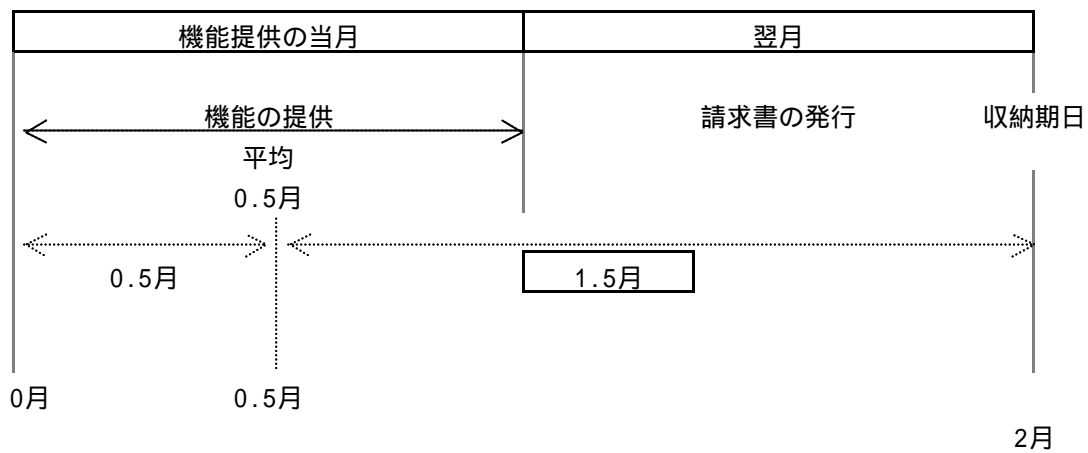 機能提供の当月 翌月
機能の提供 請求書の発行 収納期日
平均
0.5月
0.5月 1.5月
0月 0.5月
2月